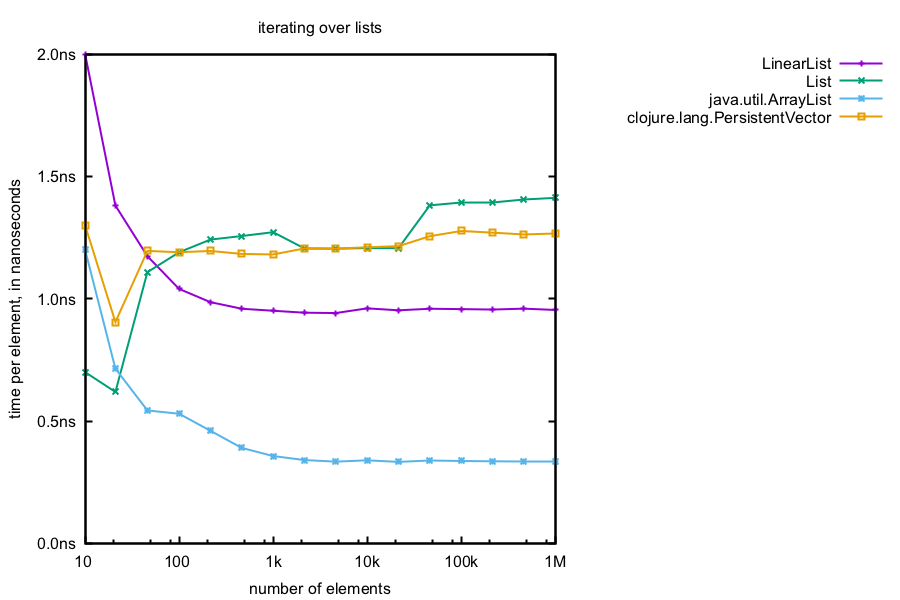 iterating over lists
LinearList
List
java.util.ArrayList
clojure.lang.PersistentVector
time per element, in nanoseconds
2.0ns
1.5ns
1.0ns
0.5ns
0.0ns
10 100 1k 10k 100k 1M
number of elements